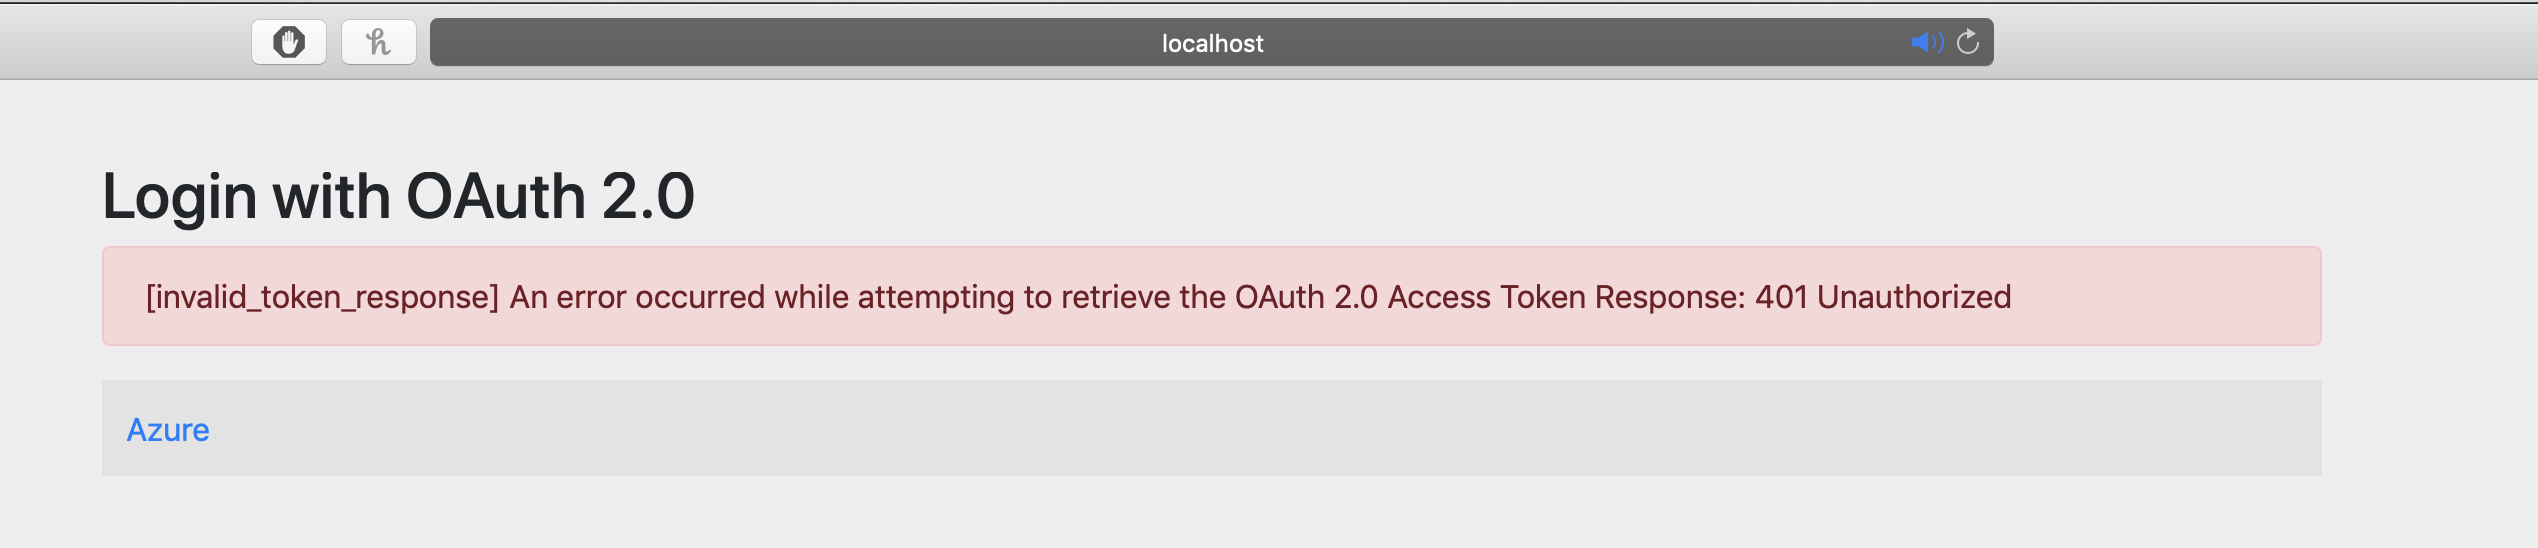 localhost
Login with OAuth 2.0
[invalid_token_response] An error occurred while attempting to retrieve the OAuth 2.0 Access Token Response: 401 Unauthorized
Azure